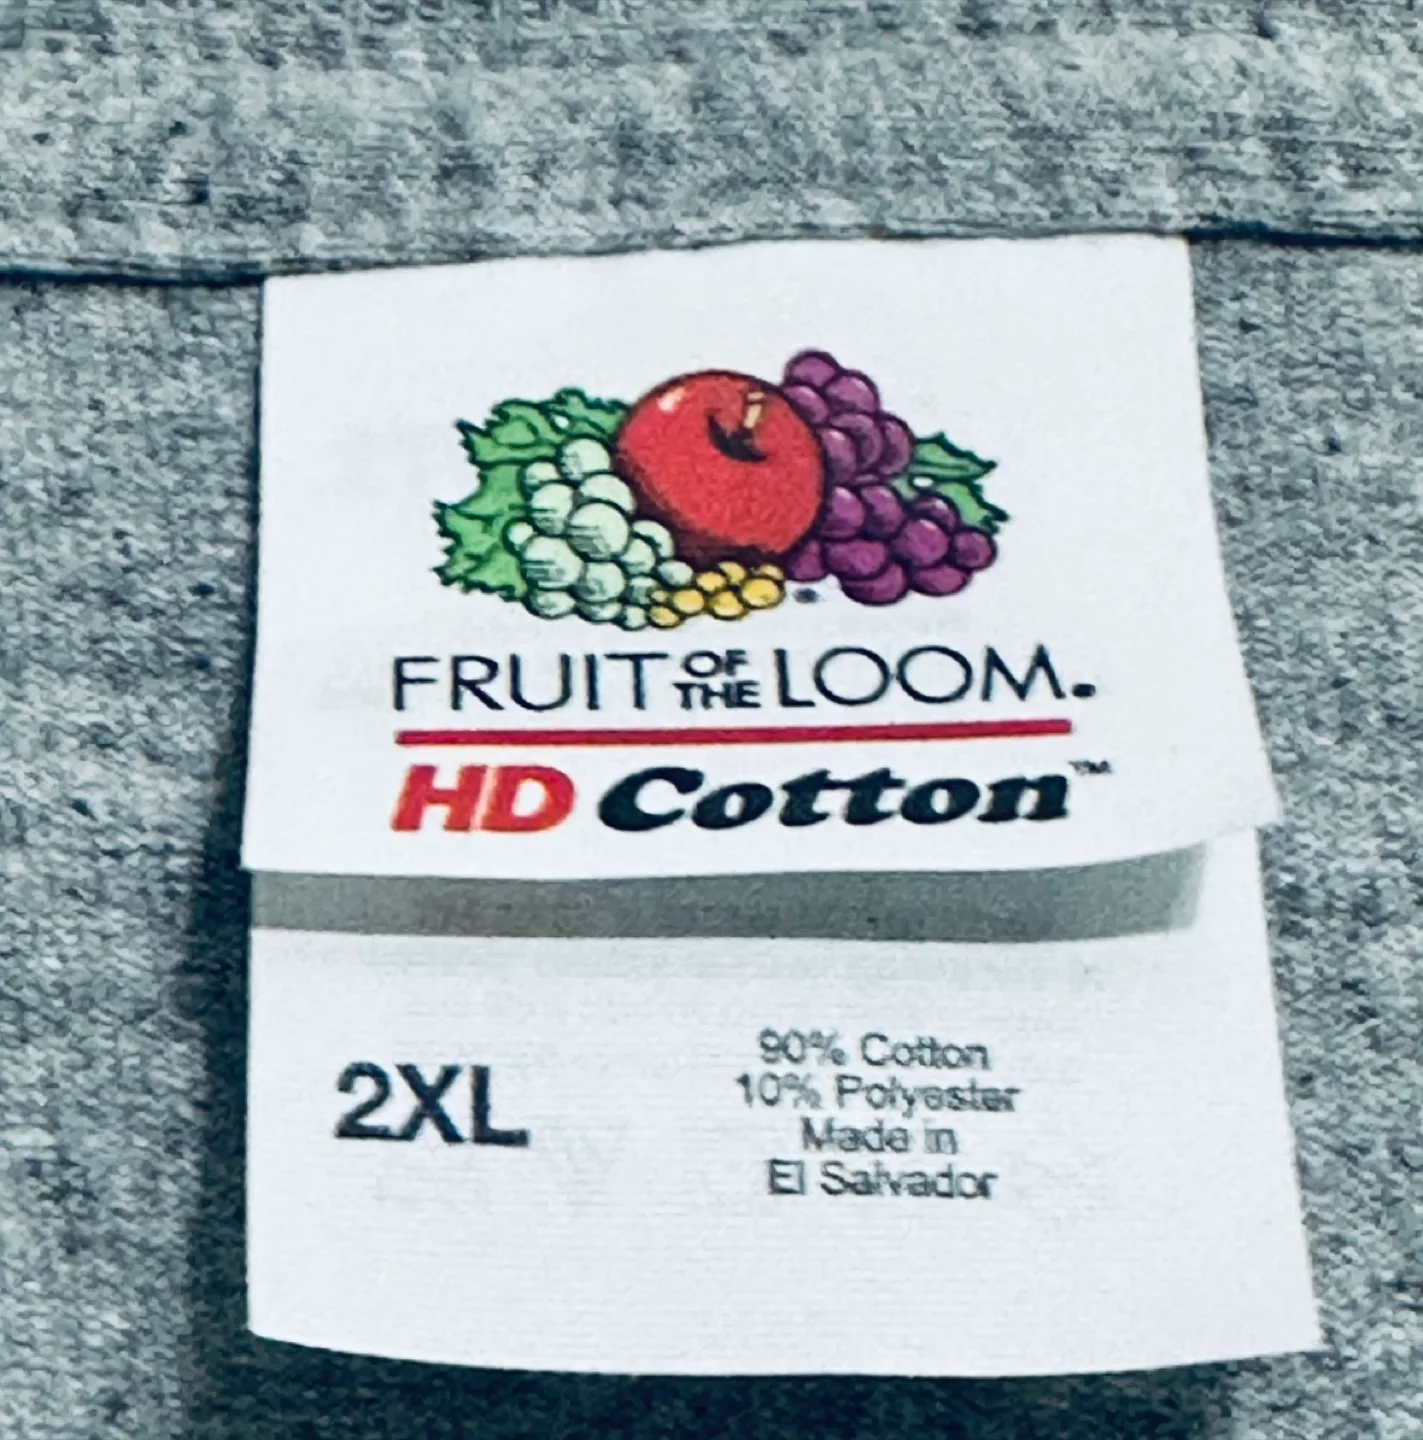 FRUIT OF THE LOOM.
HD Cotton™
2XL
90% Cotton
10% Polyester
Made in
El Salvador